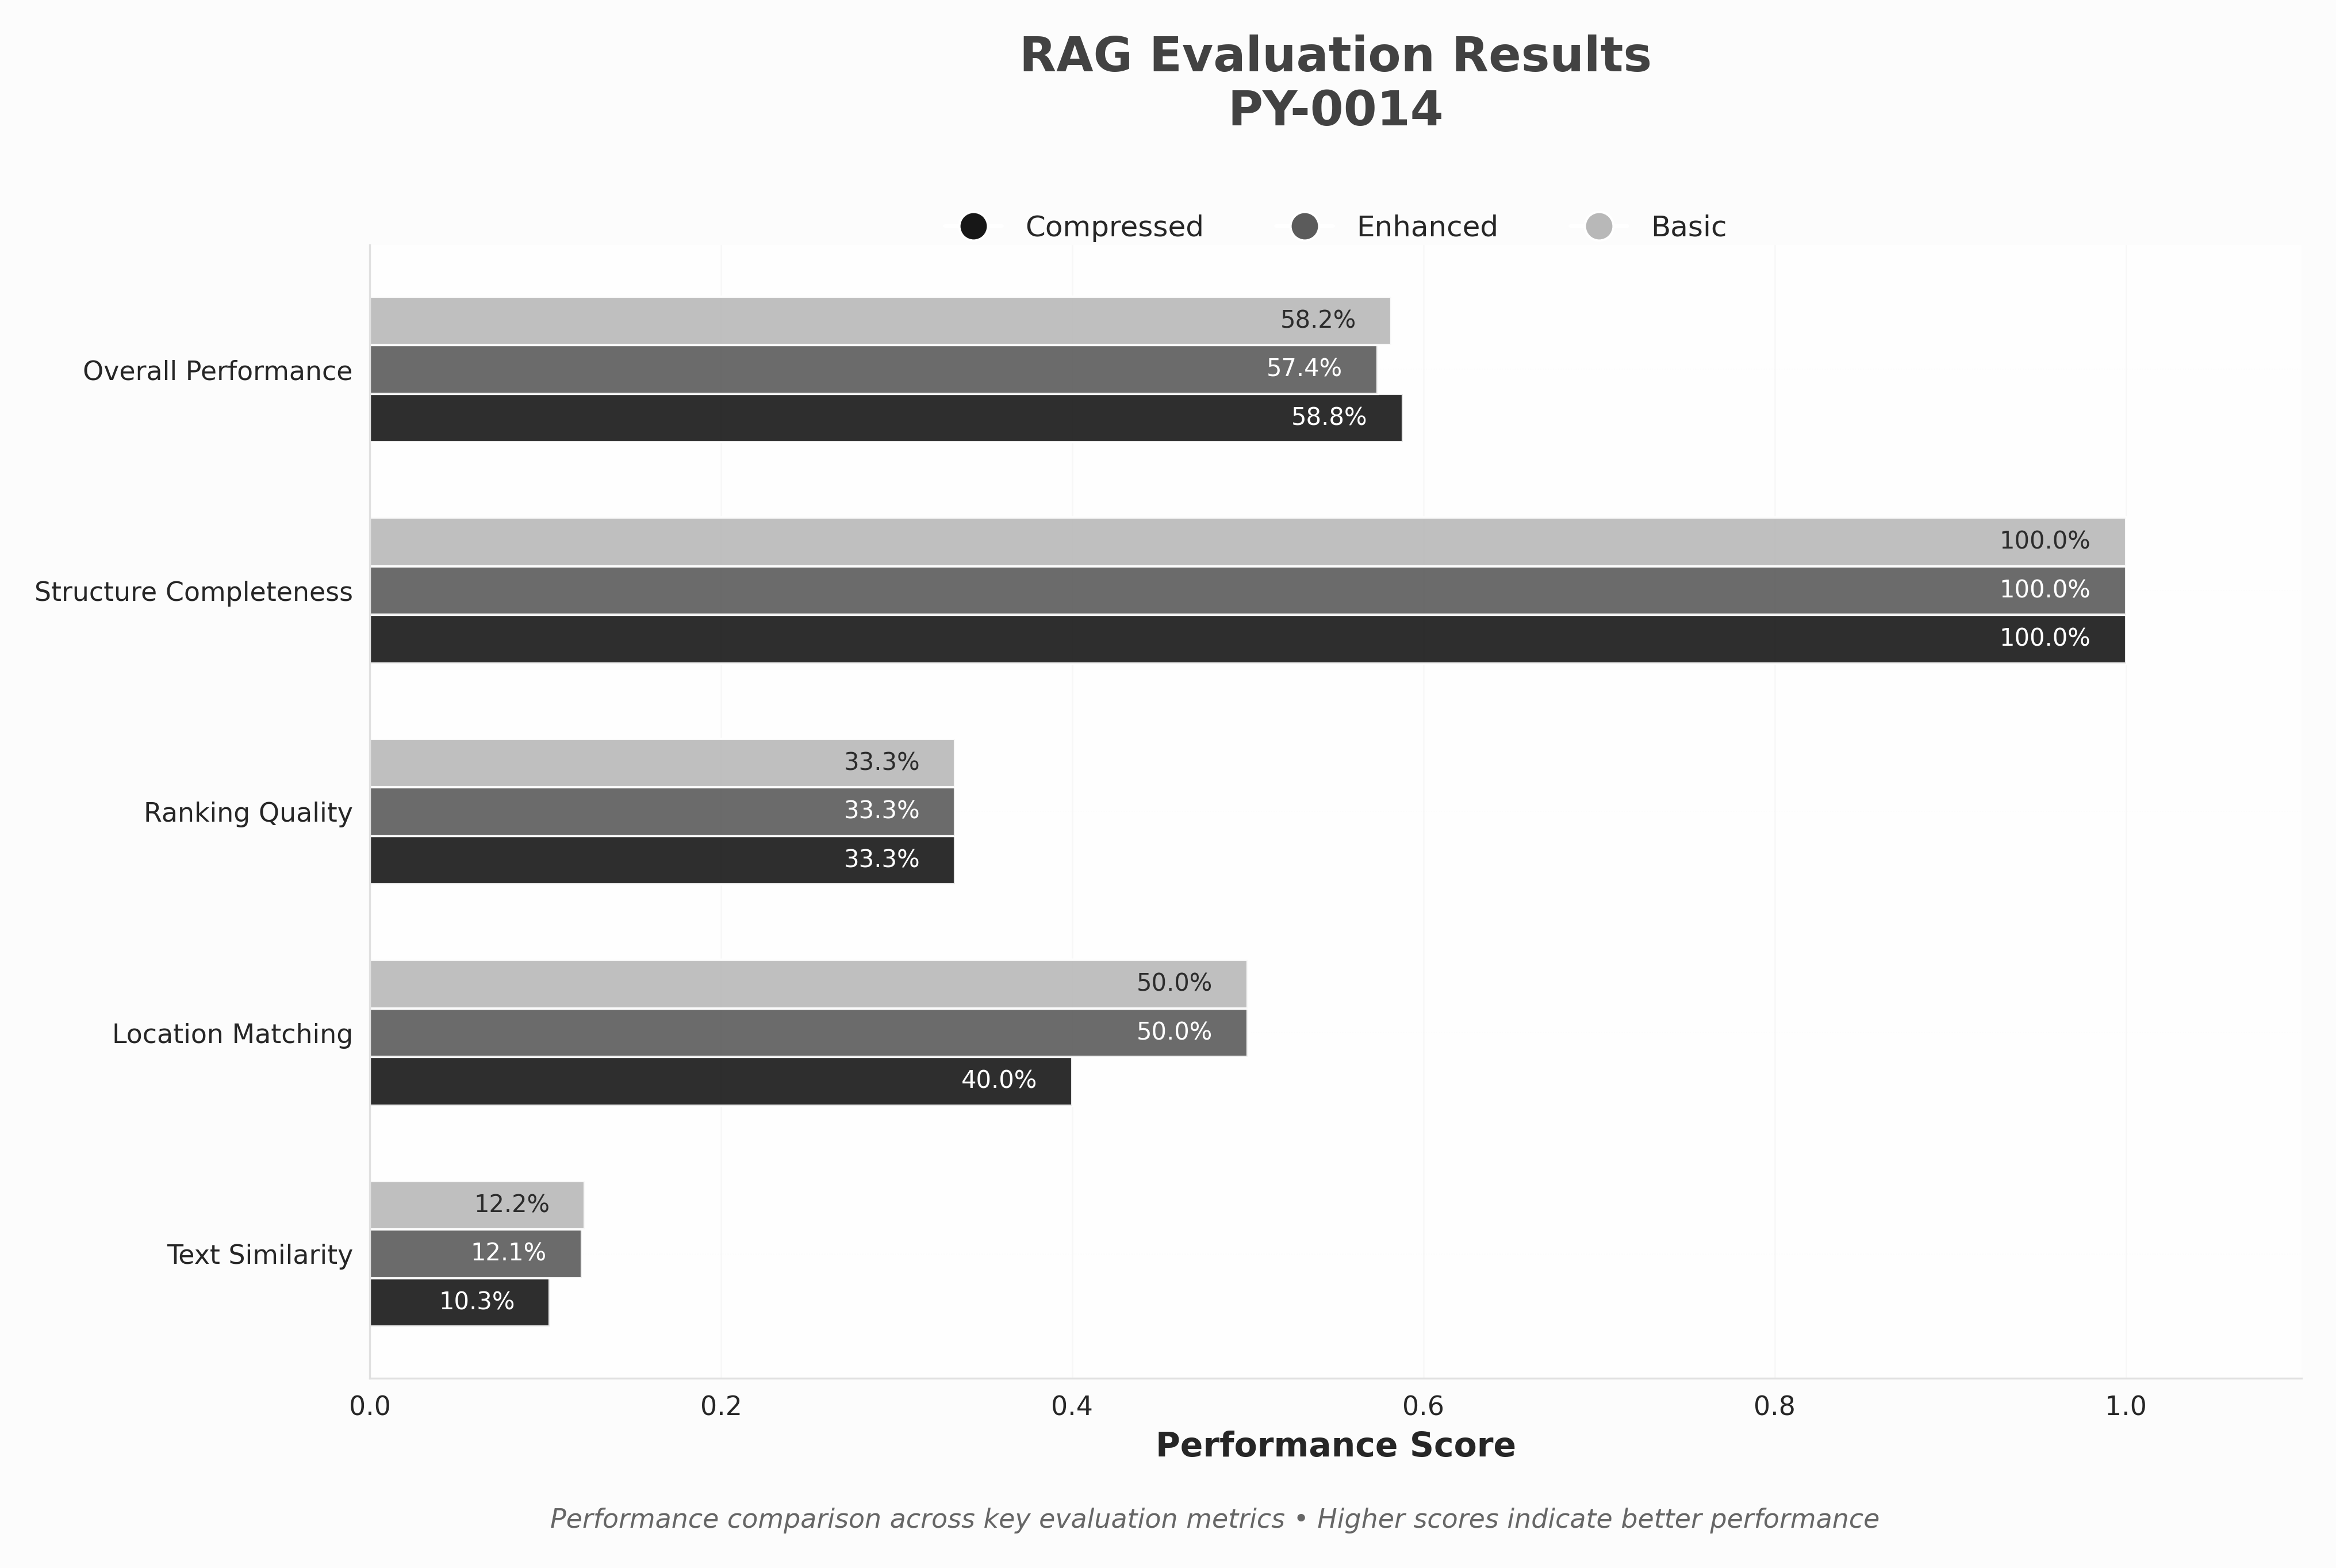 RAG Evaluation Results
PY-0014
Compressed Enhanced Basic
Overall Performance
58.2%
57.4%
58.8%
Structure Completeness
100.0%
100.0%
100.0%
Ranking Quality
33.3%
33.3%
33.3%
Location Matching
50.0%
50.0%
40.0%
Text Similarity
12.2%
12.1%
10.3%
0.0 0.2 0.4 0.6 0.8 1.0
Performance Score
Performance comparison across key evaluation metrics • Higher scores indicate better performance